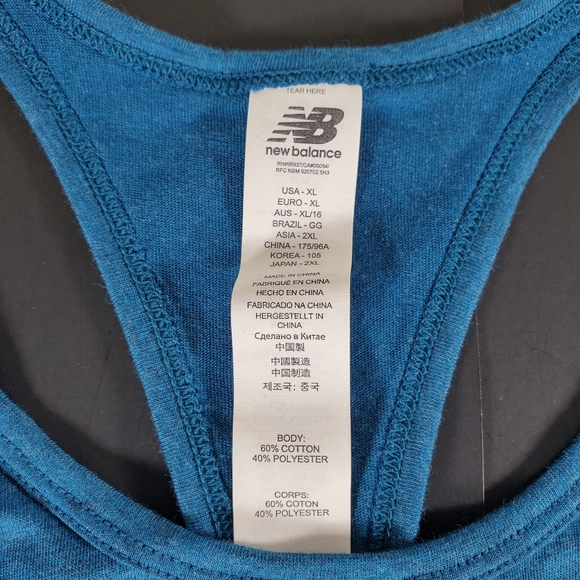 TEAR HERE
NB
new balance
RN#96937/CA#06054/
RFC NBM 920702 5N3
USA - XL
EURO - XL
AUS - XL/16
BRAZIL - GG
ASIA - 2XL
CHINA - 175/96A
KOREA - 105
JAPAN - 2XL
MADE IN CHINA
FABRIQUÉ EN CHINE
HECHO EN CHINA
FABRICADO NA CHINA
HERGESTELLT IN
CHINA
Сделано в Китае
中国製
中國製造
中国制造
제조국: 중국
BODY:
60% COTTON
40% POLYESTER
CORPS:
60% COTON
40% POLYESTER